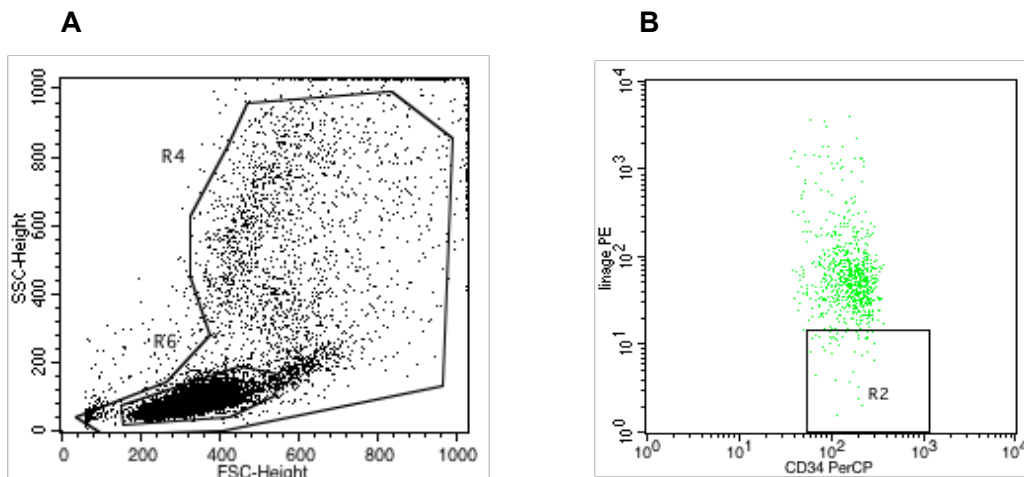 A
B
1000
800
600
400
200
0
SSC-Height
R4
R6
0 200 400 600 800 1000
FSC-Height
10^4
10^3
10^2
10^1
10^0
linage PE
R2
10^0 10^1 10^2 10^3 10^4
CD34 PerCP